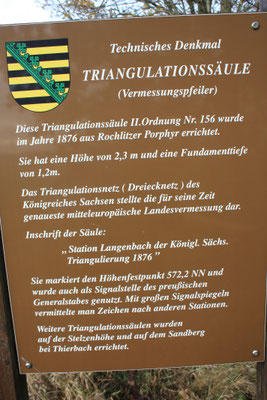 Technisches Denkmal
TRIANGULATIONSSÄULE
(Vermessungspfeiler)
Diese Triangulationssäule II.Ordnung Nr. 156 wurde
im Jahre 1876 aus Rochlitzer Porphyr errichtet.
Sie hat eine Höhe von 2,3 m und eine Fundamenttiefe
von 1,2m.
Das Triangulationsnetz ( Dreiecknetz ) des
Königreiches Sachsen stellte die für seine Zeit
genaueste mitteleuropäische Landesvermessung dar.
Inschrift der Säule:
„ Station Langenbach der Königl. Sächs.
Triangulierung 1876 ”
Sie markiert den Höhenfestpunkt 572,2 NN und
wurde auch als Signalstelle des preußischen
Generalstabes genutzt. Mit großen Signalspiegeln
vermittelte man Zeichen nach anderen Stationen.
Weitere Triangulationssäulen wurden
auf der Stelzenhöhe und auf dem Sandberg
bei Thierbach errichtet.